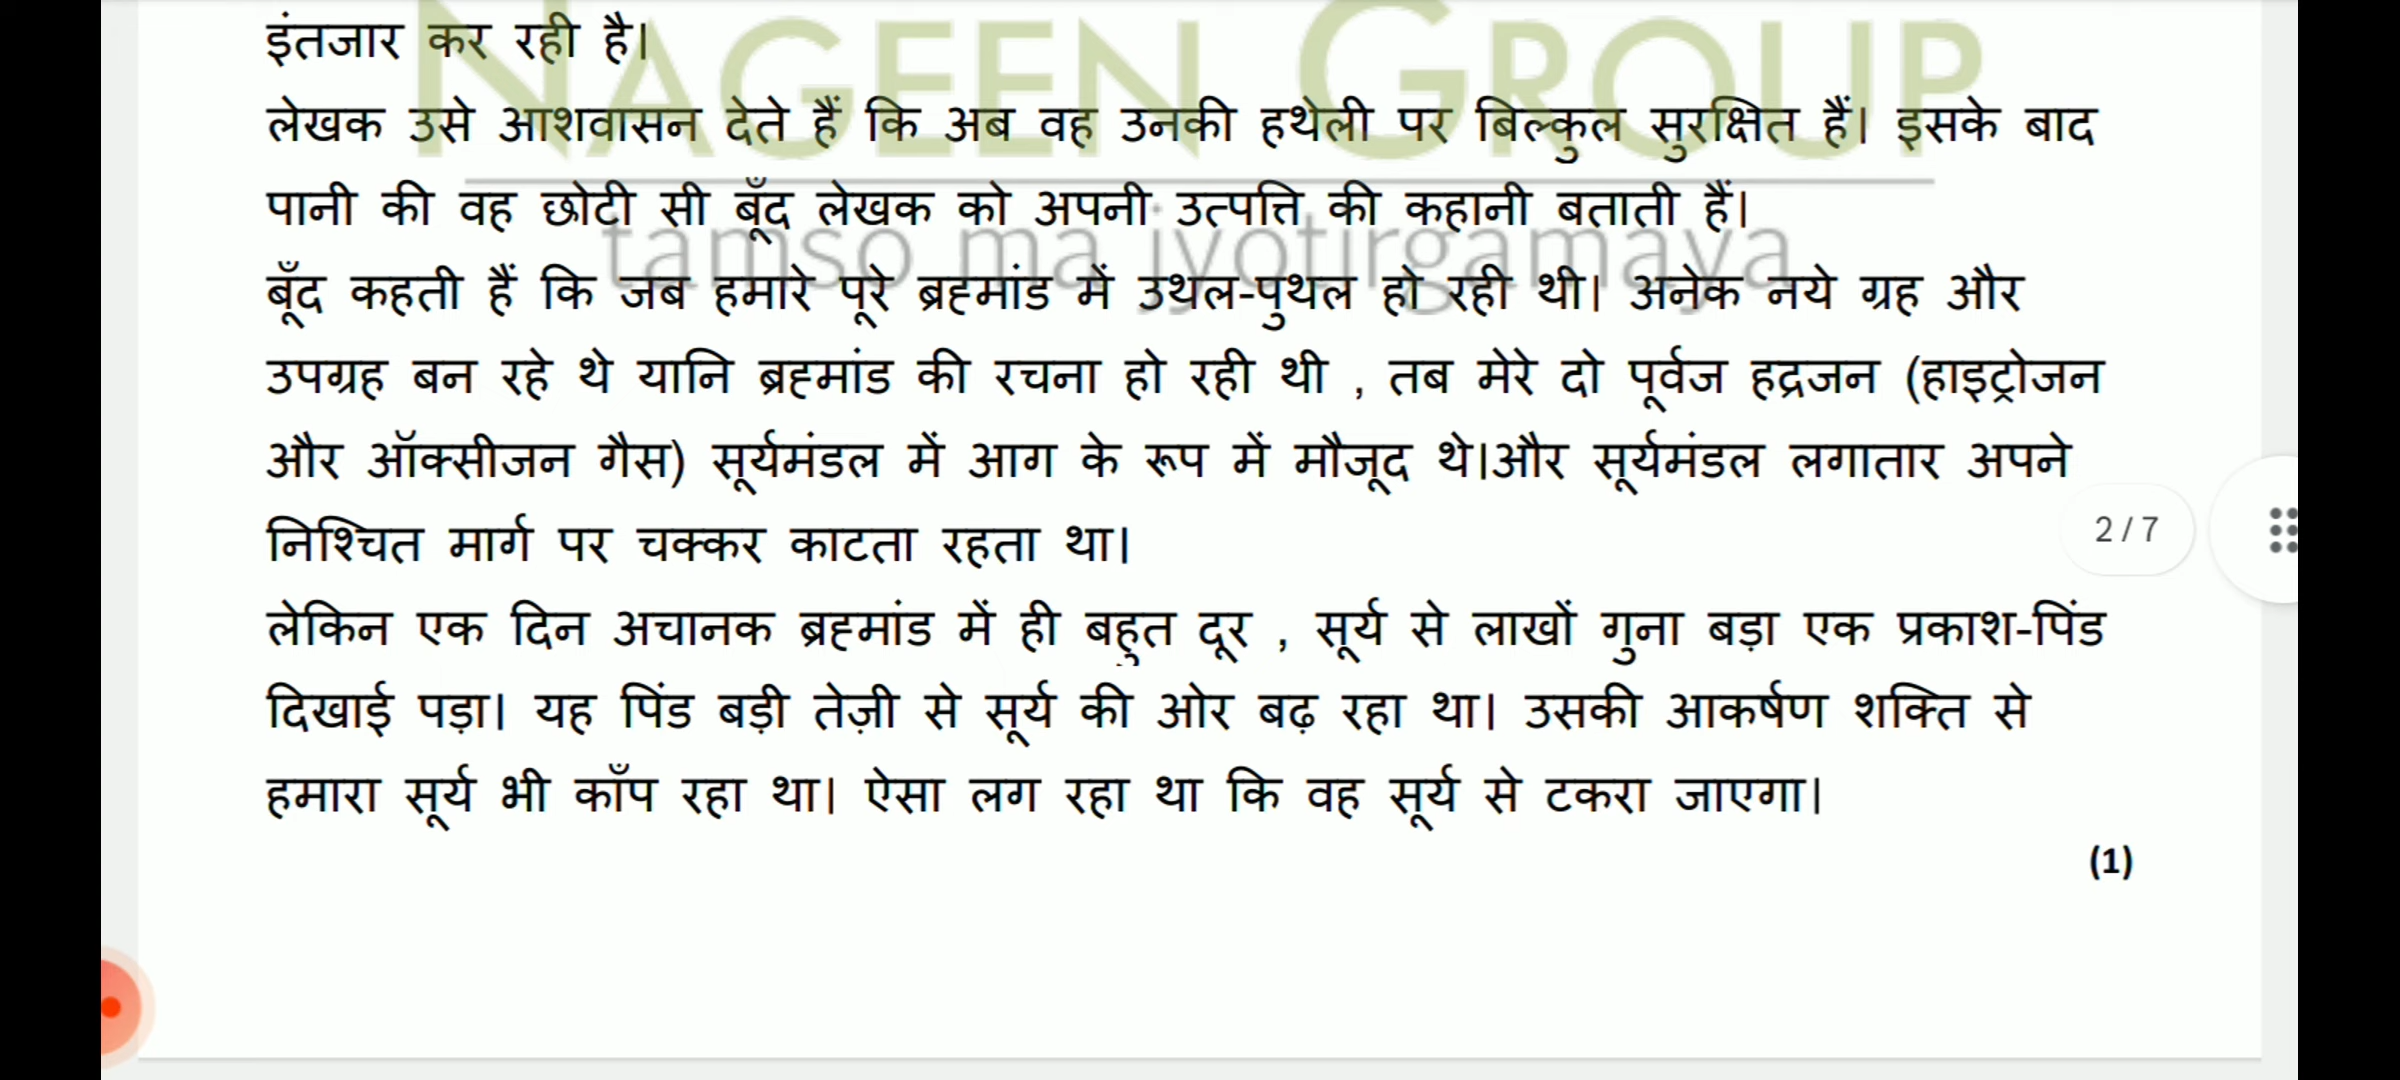 इंतजार कर रही है।
NAGEEN GROUP
लेखक उसे आशवासन देते हैं कि अब वह उनकी हथेली पर बिल्कुल सुरक्षित हैं। इसके बाद
पानी की वह छोटी सी बूँद लेखक को अपनी उत्पत्ति की कहानी बताती हैं।
tamso ma jyotirgamaya
बूँद कहती हैं कि जब हमारे पूरे ब्रह्मांड में उथल-पुथल हो रही थी। अनेक नये ग्रह और
उपग्रह बन रहे थे यानि ब्रह्मांड की रचना हो रही थी , तब मेरे दो पूर्वज हद्रजन (हाइट्रोजन
और ऑक्सीजन गैस) सूर्यमंडल में आग के रूप में मौजूद थे।और सूर्यमंडल लगातार अपने
निश्चित मार्ग पर चक्कर काटता रहता था।
2 / 7
लेकिन एक दिन अचानक ब्रह्मांड में ही बहुत दूर , सूर्य से लाखों गुना बड़ा एक प्रकाश-पिंड
दिखाई पड़ा। यह पिंड बड़ी तेज़ी से सूर्य की ओर बढ़ रहा था। उसकी आकर्षण शक्ति से
हमारा सूर्य भी काँप रहा था। ऐसा लग रहा था कि वह सूर्य से टकरा जाएगा।
(1)